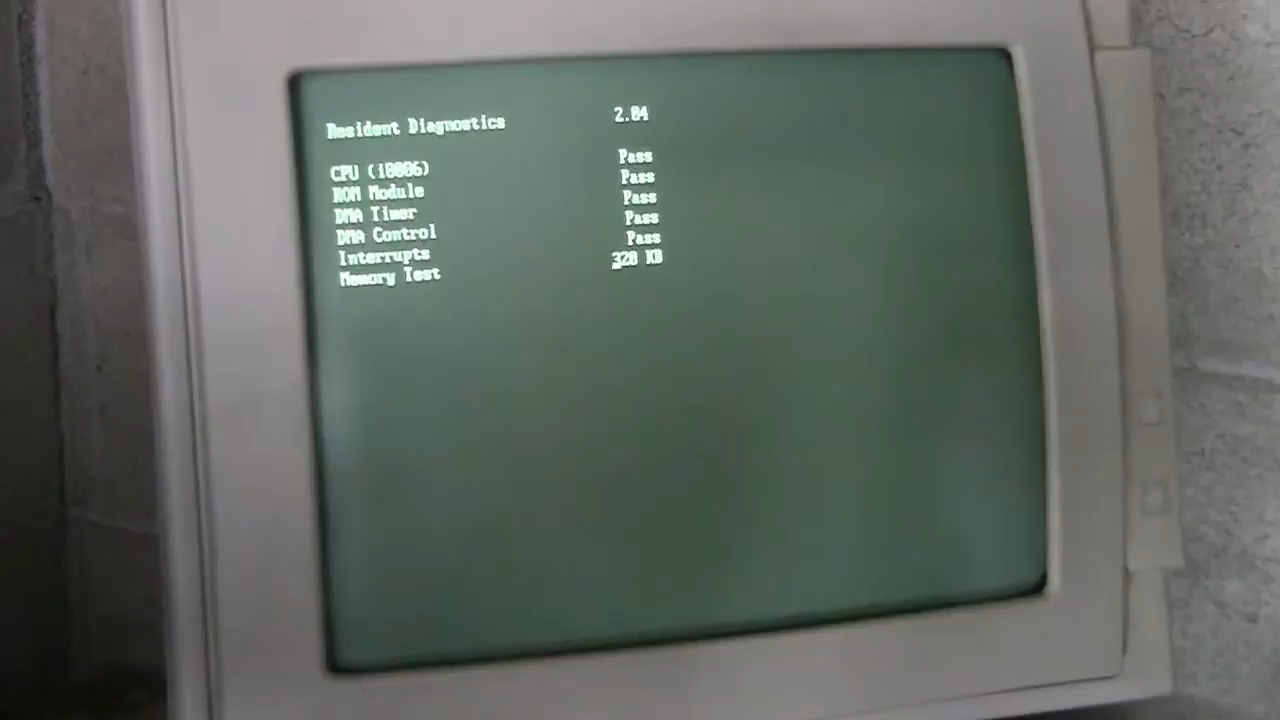 Resident Diagnostics 2.04
CPU (i8086) Pass
ROM Module Pass
DMA Timer Pass
DMA Control Pass
Interrupts Pass
Memory Test 320 KB